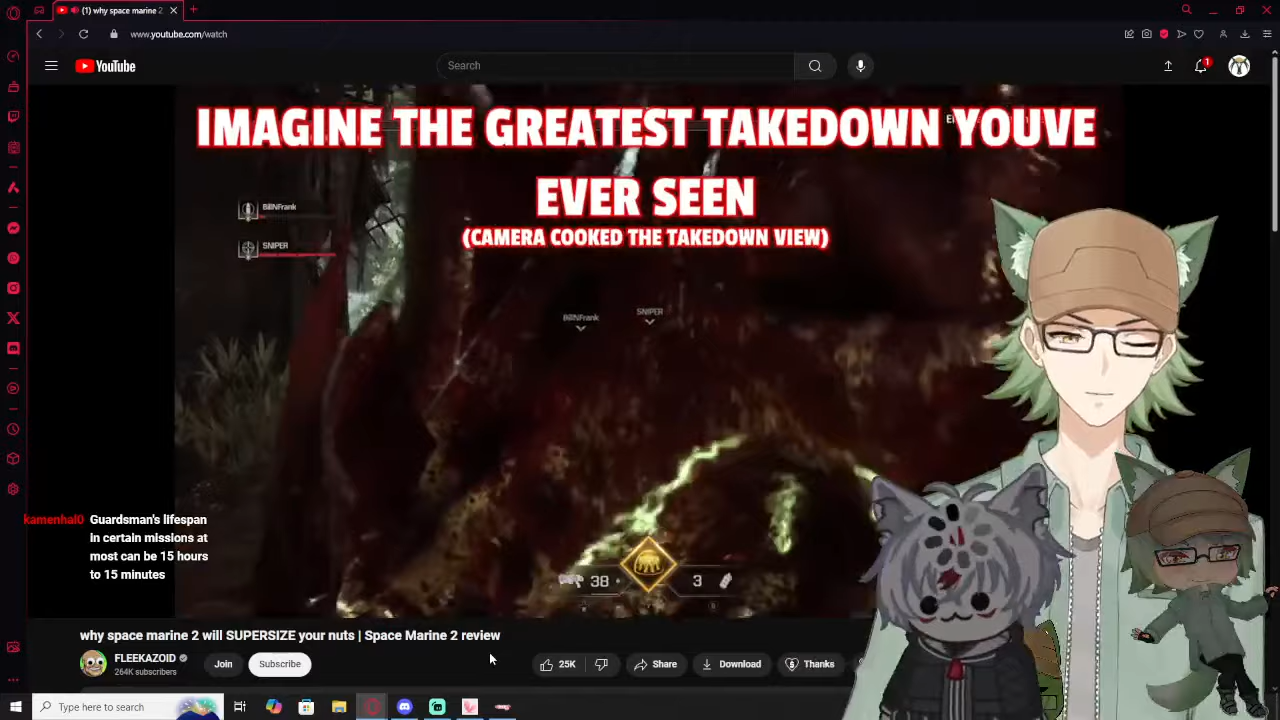 (1) why space marine 2
www.youtube.com/watch
YouTube
Search
1
IMAGINE THE GREATEST TAKEDOWN YOUVE
EVER SEEN
(CAMERA COOKED THE TAKEDOWN VIEW)
BillNFrank
SNIPER
BillNFrank
SNIPER
38
3
kamenhal0 Guardsman's lifespan
in certain missions at
most can be 15 hours
to 15 minutes
why space marine 2 will SUPERSIZE your nuts | Space Marine 2 review
FLEEKAZOID
264K subscribers
Join
Subscribe
25K
Share
Download
Thanks
Type here to search